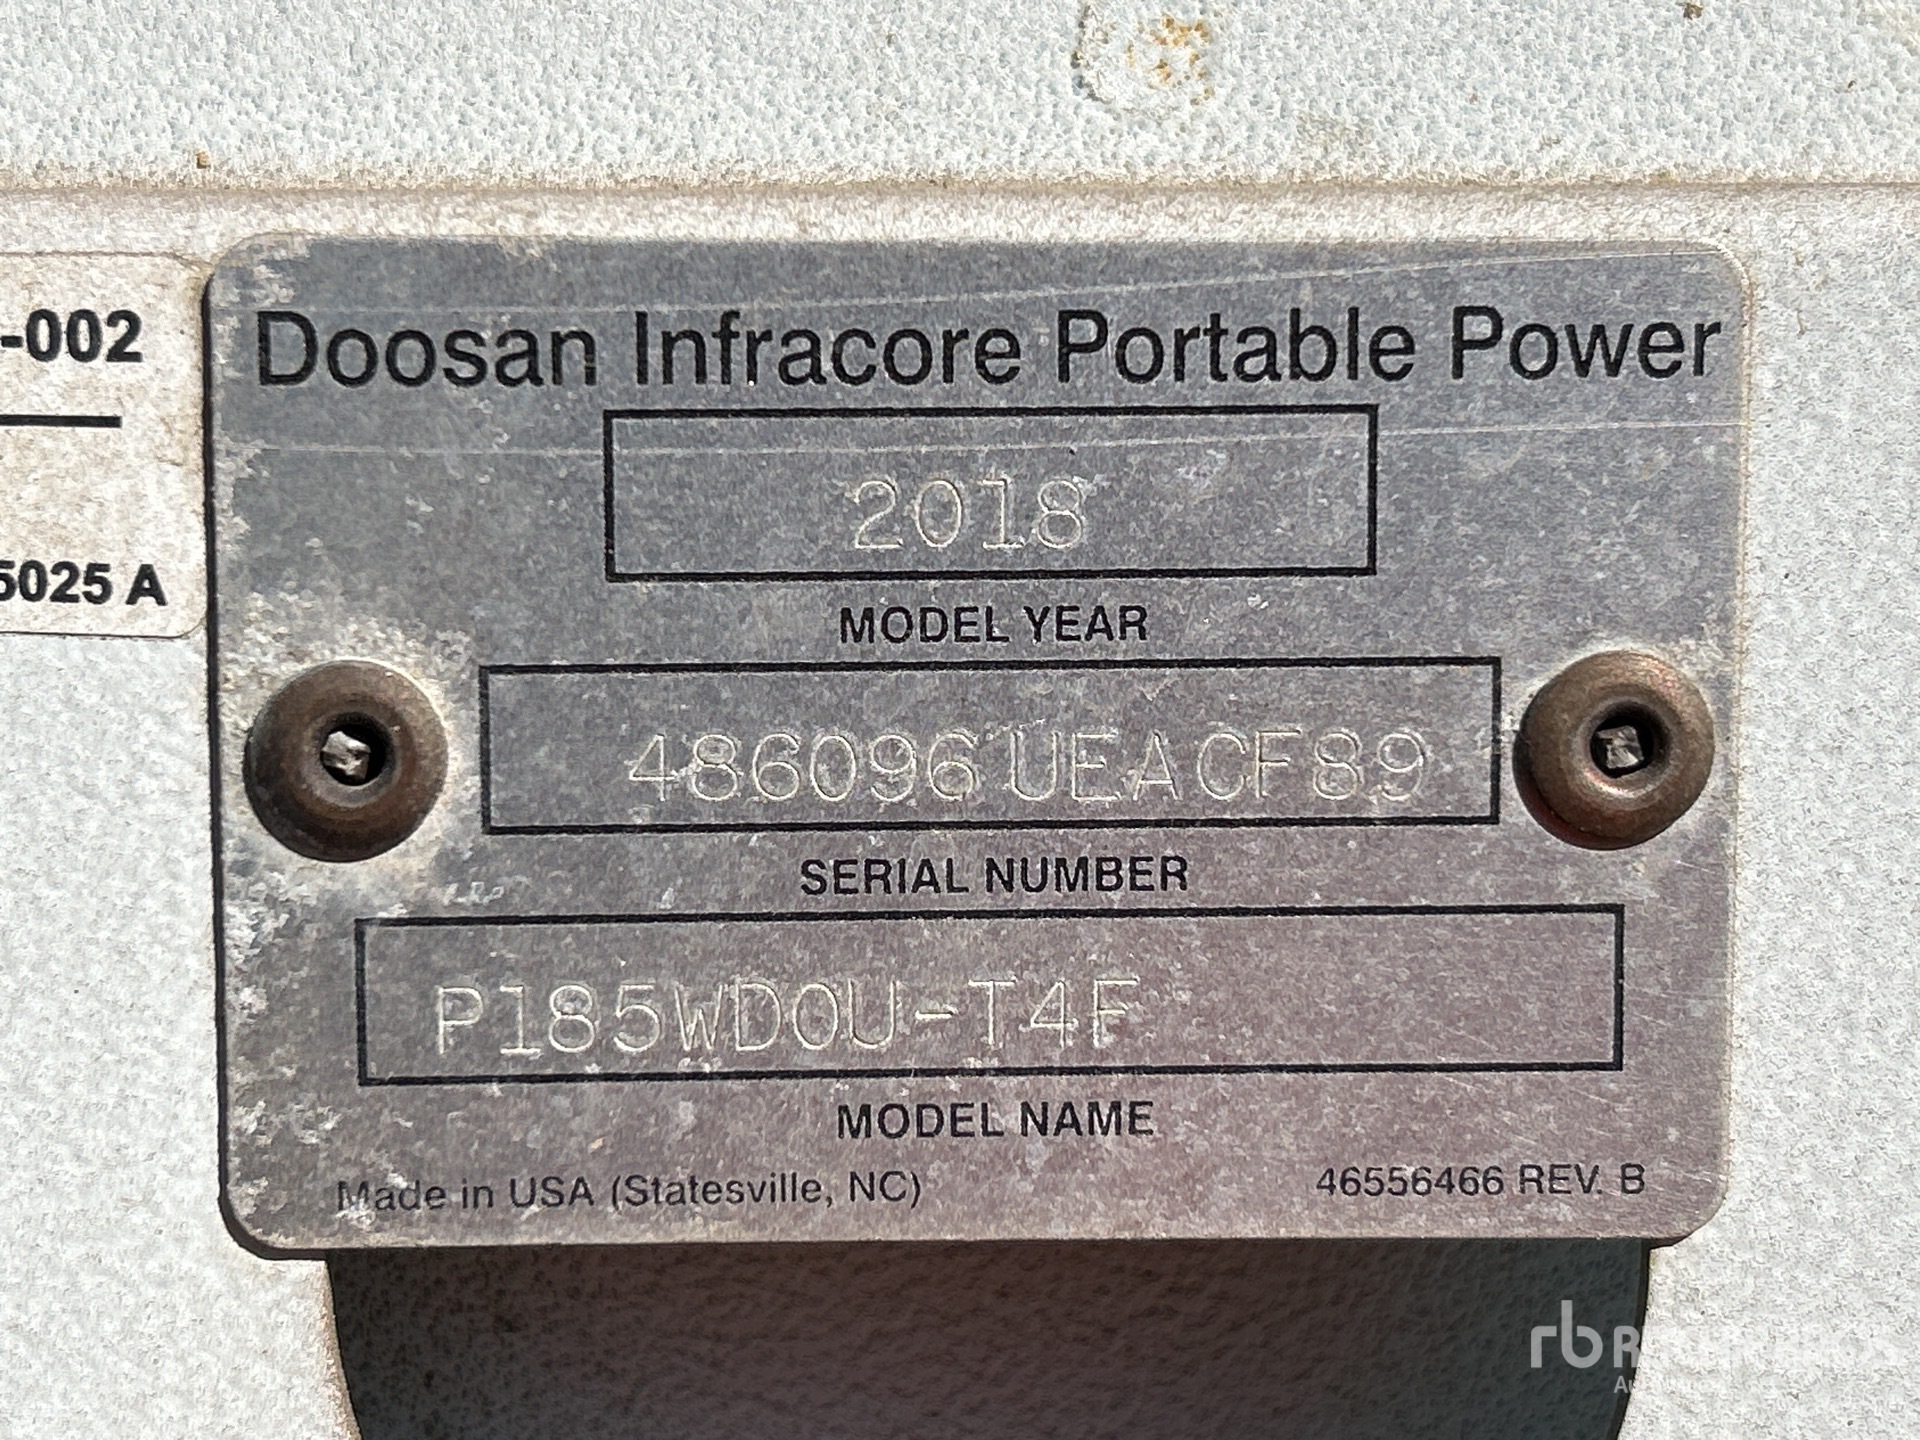 -002
5025 A
Doosan Infracore Portable Power
2018
MODEL YEAR
486096UEACF89
SERIAL NUMBER
P185WDOU-T4F
MODEL NAME
Made in USA (Statesville, NC)
46556466 REV. B
rb